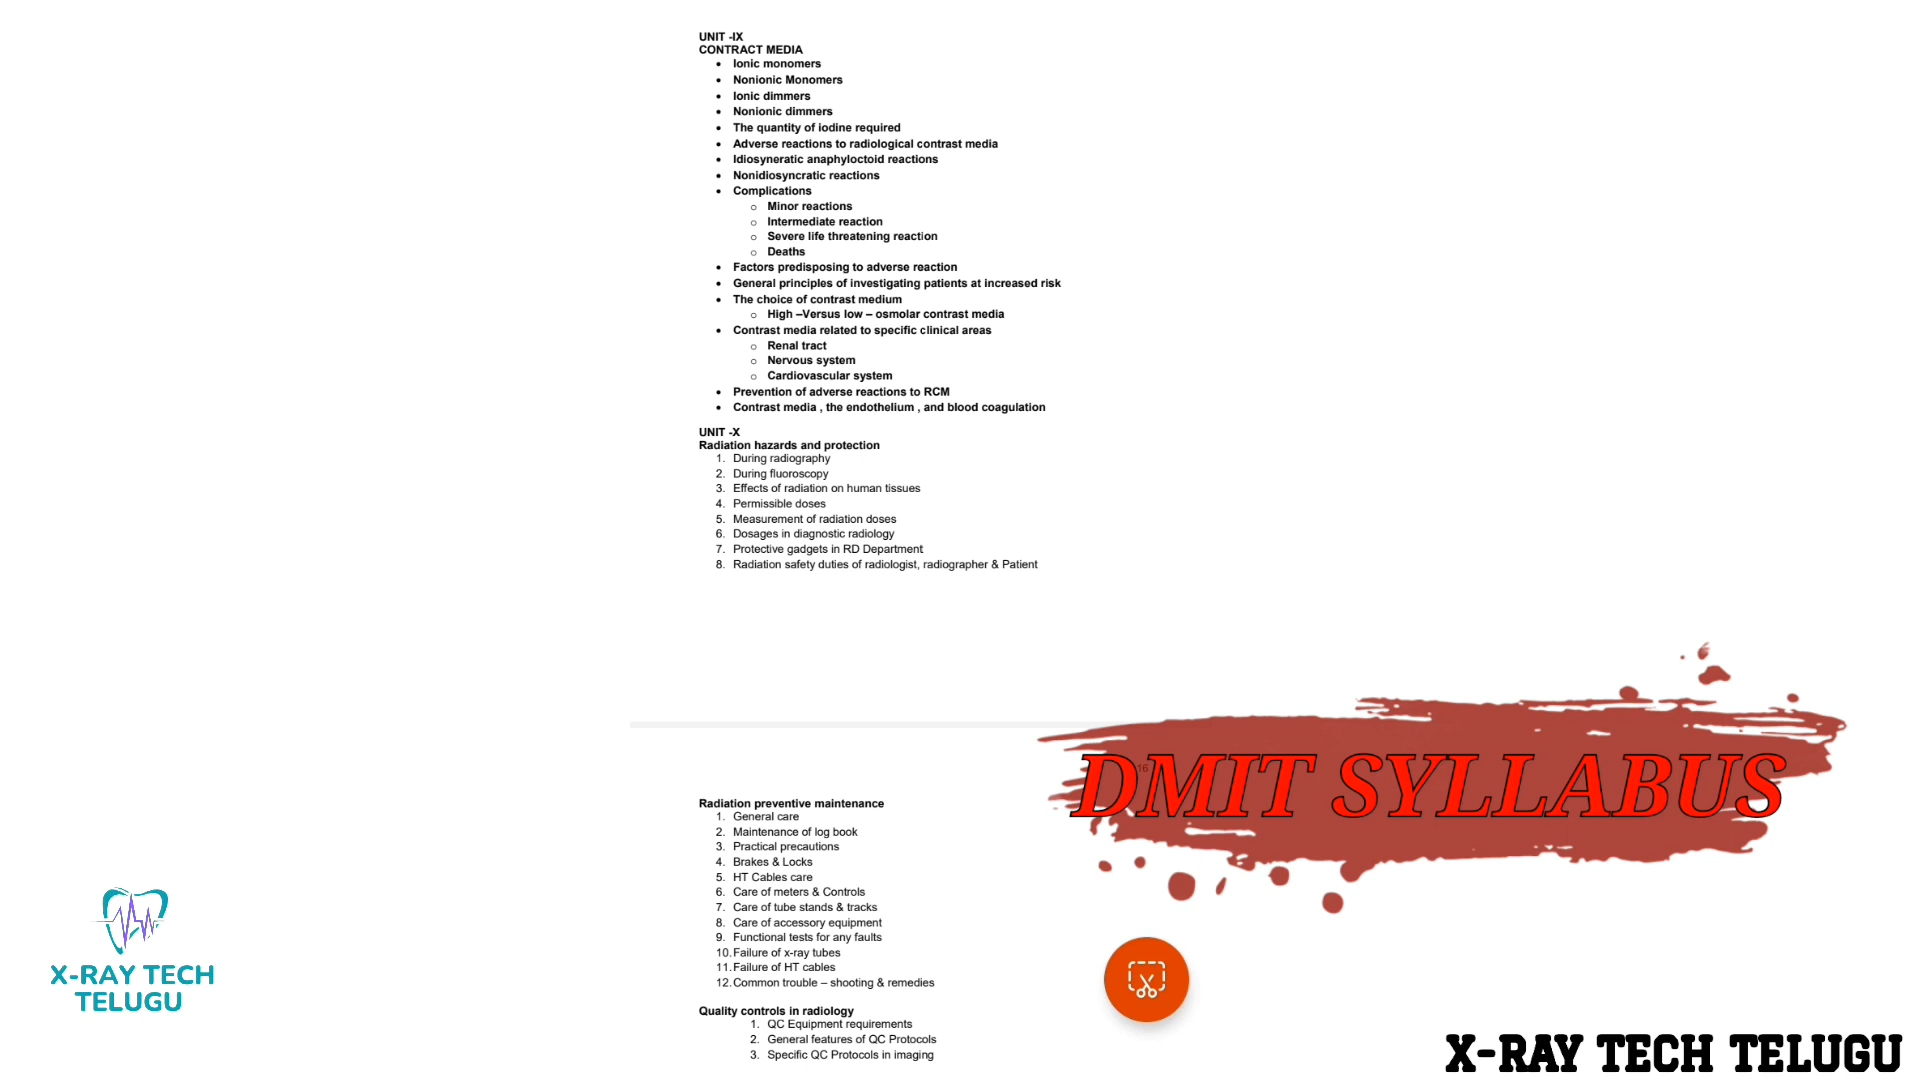 UNIT -IX
CONTRACT MEDIA
• Ionic monomers
• Nonionic Monomers
• Ionic dimmers
• Nonionic dimmers
• The quantity of iodine required
• Adverse reactions to radiological contrast media
• Idiosyneratic anaphyloctoid reactions
• Nonidiosyncratic reactions
• Complications
o Minor reactions
o Intermediate reaction
o Severe life threatening reaction
o Deaths
• Factors predisposing to adverse reaction
• General principles of investigating patients at increased risk
• The choice of contrast medium
o High –Versus low – osmolar contrast media
• Contrast media related to specific clinical areas
o Renal tract
o Nervous system
o Cardiovascular system
• Prevention of adverse reactions to RCM
• Contrast media , the endothelium , and blood coagulation
UNIT -X
Radiation hazards and protection
1. During radiography
2. During fluoroscopy
3. Effects of radiation on human tissues
4. Permissible doses
5. Measurement of radiation doses
6. Dosages in diagnostic radiology
7. Protective gadgets in RD Department
8. Radiation safety duties of radiologist, radiographer & Patient
16
DMIT SYLLABUS
Radiation preventive maintenance
1. General care
2. Maintenance of log book
3. Practical precautions
4. Brakes & Locks
5. HT Cables care
6. Care of meters & Controls
7. Care of tube stands & tracks
8. Care of accessory equipment
9. Functional tests for any faults
10. Failure of x-ray tubes
11. Failure of HT cables
12. Common trouble – shooting & remedies
Quality controls in radiology
1. QC Equipment requirements
2. General features of QC Protocols
3. Specific QC Protocols in imaging
X-RAY TECH
TELUGU
X-RAY TECH TELUGU